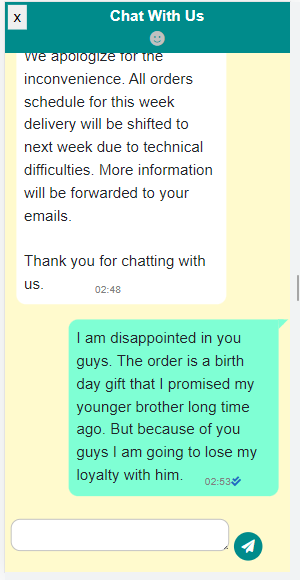 x
Chat With Us
We apologize for the
inconvenience. All orders
schedule for this week
delivery will be shifted to
next week due to technical
difficulties. More information
will be forwarded to your
emails.
Thank you for chatting with
us.
02:48
I am disappointed in you
guys. The order is a birth
day gift that I promised my
younger brother long time
ago. But because of you
guys I am going to lose my
loyalty with him.
02:53